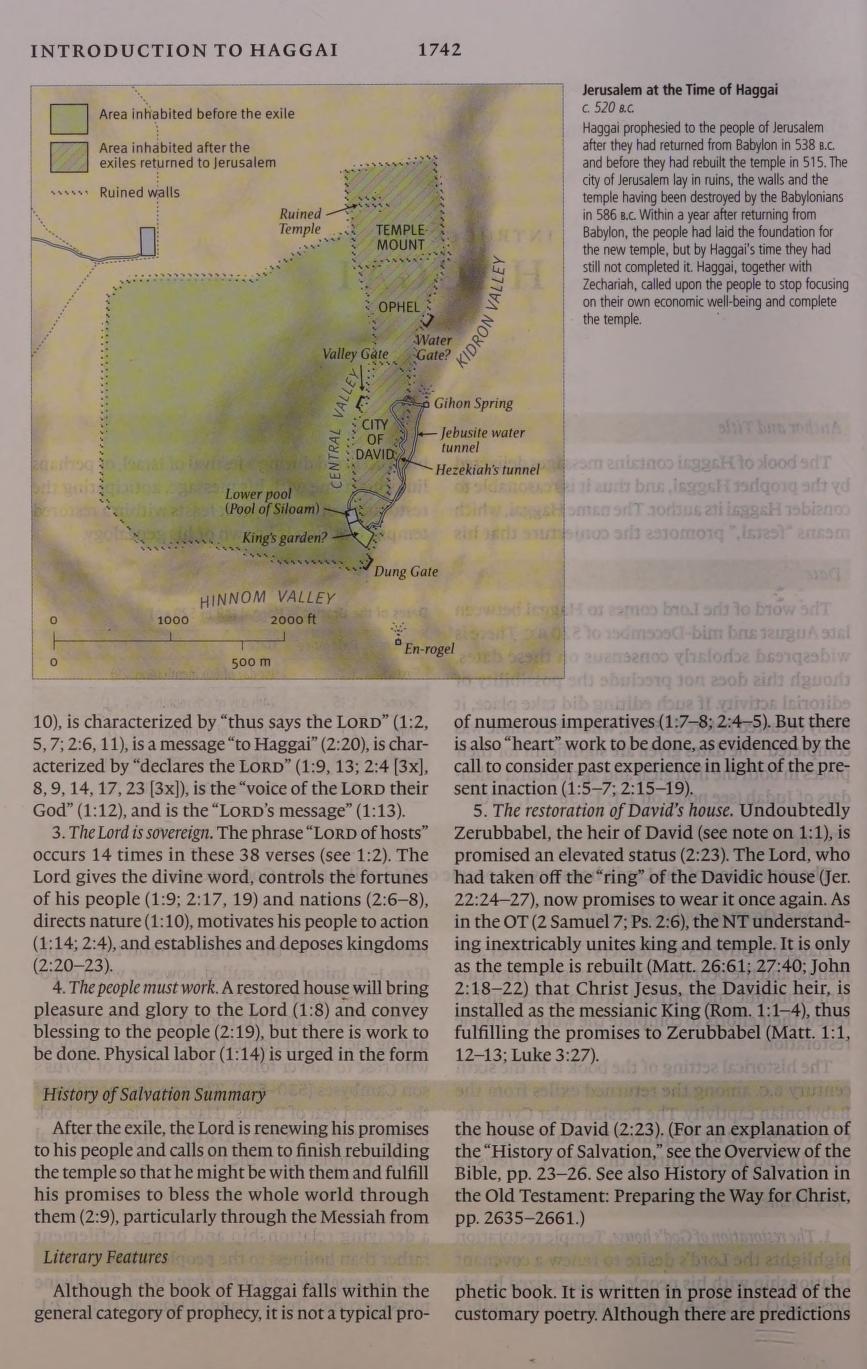 INTRODUCTION TO HAGGAI 1742
Area inhabited before the exile
Area inhabited after the
exiles returned to Jerusalem
Ruined walls
Ruined
Temple
TEMPLE
MOUNT
OPHEL
KIDRON VALLEY
Water
Gate?
Valley Gate
CENTRAL VALLEY
Gihon Spring
CITY
OF
DAVID
Jebusite water
tunnel
Hezekiah's tunnel
Lower pool
(Pool of Siloam)
King's garden?
Dung Gate
HINNOM VALLEY
0 1000 2000 ft
0 500 m
En-rogel
Jerusalem at the Time of Haggai
c. 520 B.C.
Haggai prophesied to the people of Jerusalem
after they had returned from Babylon in 538 B.C.
and before they had rebuilt the temple in 515. The
city of Jerusalem lay in ruins, the walls and the
temple having been destroyed by the Babylonians
in 586 B.C. Within a year after returning from
Babylon, the people had laid the foundation for
the new temple, but by Haggai's time they had
still not completed it. Haggai, together with
Zechariah, called upon the people to stop focusing
on their own economic well-being and complete
the temple.
10), is characterized by “thus says the LORD” (1:2,
5, 7; 2:6, 11), is a message “to Haggai” (2:20), is char-
acterized by “declares the LORD” (1:9, 13; 2:4 [3x],
8, 9, 14, 17, 23 [3x]), is the “voice of the LORD their
God” (1:12), and is the “LORD’s message” (1:13).
3. The Lord is sovereign. The phrase “LORD of hosts”
occurs 14 times in these 38 verses (see 1:2). The
Lord gives the divine word, controls the fortunes
of his people (1:9; 2:17, 19) and nations (2:6–8),
directs nature (1:10), motivates his people to action
(1:14; 2:4), and establishes and deposes kingdoms
(2:20–23).
4. The people must work. A restored house will bring
pleasure and glory to the Lord (1:8) and convey
blessing to the people (2:19), but there is work to
be done. Physical labor (1:14) is urged in the form
of numerous imperatives (1:7–8; 2:4–5). But there
is also “heart” work to be done, as evidenced by the
call to consider past experience in light of the pre-
sent inaction (1:5–7; 2:15–19).
5. The restoration of David’s house. Undoubtedly
Zerubbabel, the heir of David (see note on 1:1), is
promised an elevated status (2:23). The Lord, who
had taken off the “ring” of the Davidic house (Jer.
22:24–27), now promises to wear it once again. As
in the OT (2 Samuel 7; Ps. 2:6), the NT understand-
ing inextricably unites king and temple. It is only
as the temple is rebuilt (Matt. 26:61; 27:40; John
2:18–22) that Christ Jesus, the Davidic heir, is
installed as the messianic King (Rom. 1:1–4), thus
fulfilling the promises to Zerubbabel (Matt. 1:1,
12–13; Luke 3:27).
History of Salvation Summary
After the exile, the Lord is renewing his promises
to his people and calls on them to finish rebuilding
the temple so that he might be with them and fulfill
his promises to bless the whole world through
them (2:9), particularly through the Messiah from
the house of David (2:23). (For an explanation of
the “History of Salvation,” see the Overview of the
Bible, pp. 23–26. See also History of Salvation in
the Old Testament: Preparing the Way for Christ,
pp. 2635–2661.)
Literary Features
Although the book of Haggai falls within the
general category of prophecy, it is not a typical pro-
phetic book. It is written in prose instead of the
customary poetry. Although there are predictions